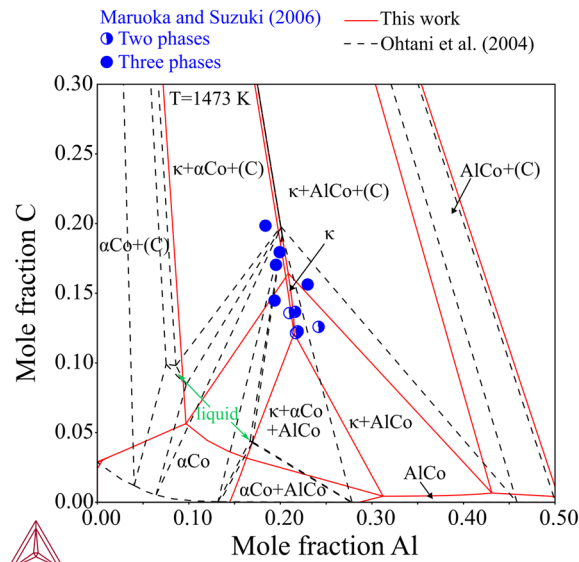 Maruoka and Suzuki (2006)
Two phases
Three phases
This work
Ohtani et al. (2004)
0.30
T=1473 K
κ+αCo+(C)
κ+AlCo+(C)
AlCo+(C)
0.25
0.20
αCo+(C)
κ
0.15
Mole fraction C
0.10
liquid
κ+αCo
+AlCo
κ+AlCo
0.05
αCo
AlCo
αCo+AlCo
0.00
0.00 0.10 0.20 0.30 0.40 0.50
Mole fraction Al